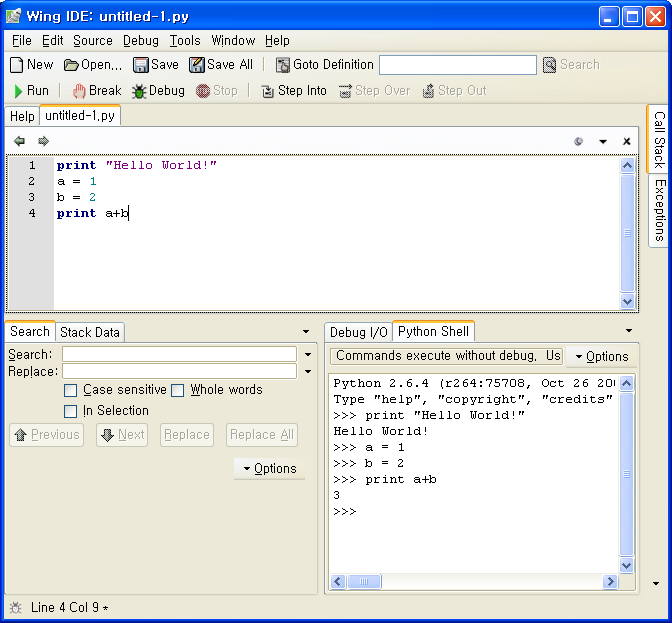 Wing IDE: untitled-1.py
File Edit Source Debug Tools Window Help
New Open... Save Save All Goto Definition Search
Run Break Debug Stop Step Into Step Over Step Out
Help untitled-1.py
Call Stack
Exceptions
1 print "Hello World!"
2 a = 1
3 b = 2
4 print a+b
Search Stack Data
Search:
Replace:
Case sensitive Whole words
In Selection
Previous Next Replace Replace All
Options
Debug I/O Python Shell
Commands execute without debug. Us Options
Python 2.6.4 (r264:75708, Oct 26 20
Type "help", "copyright", "credits"
>>> print "Hello World!"
Hello World!
>>> a = 1
>>> b = 2
>>> print a+b
3
>>>
Line 4 Col 9 *